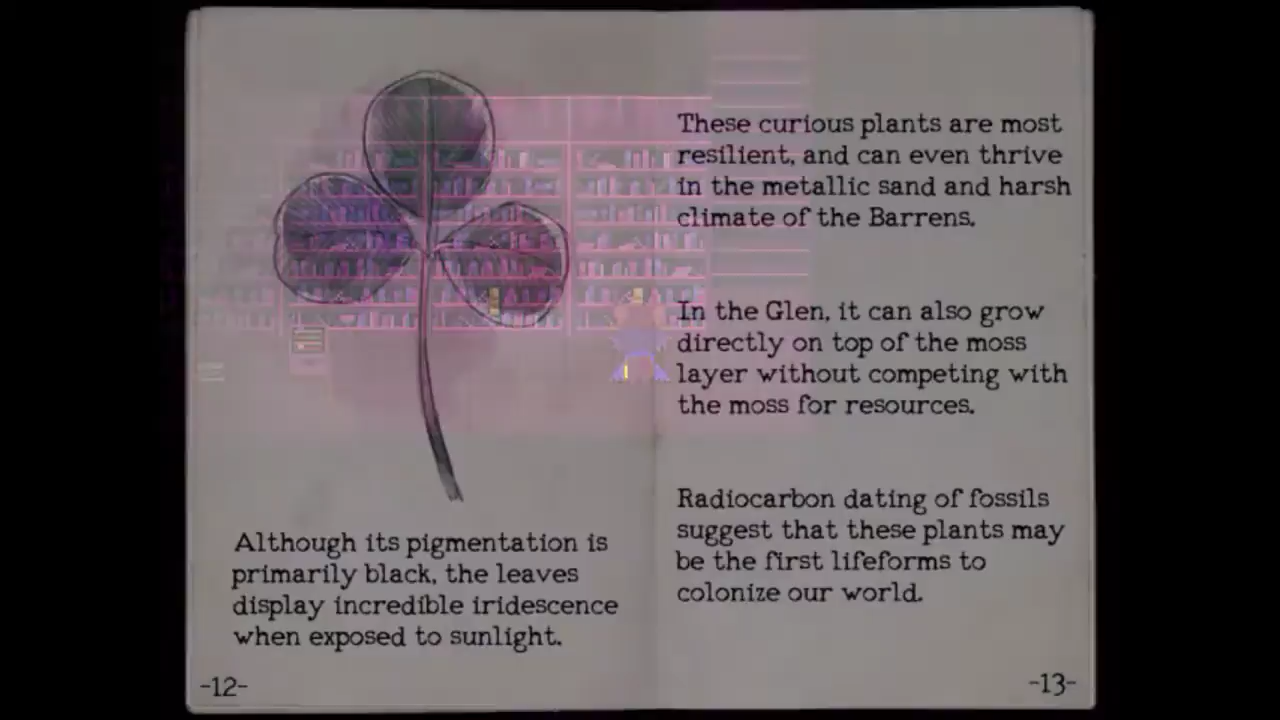 Although its pigmentation is
primarily black, the leaves
display incredible iridescence
when exposed to sunlight.
-12-
These curious plants are most
resilient, and can even thrive
in the metallic sand and harsh
climate of the Barrens.
In the Glen, it can also grow
directly on top of the moss
layer without competing with
the moss for resources.
Radiocarbon dating of fossils
suggest that these plants may
be the first lifeforms to
colonize our world.
-13-